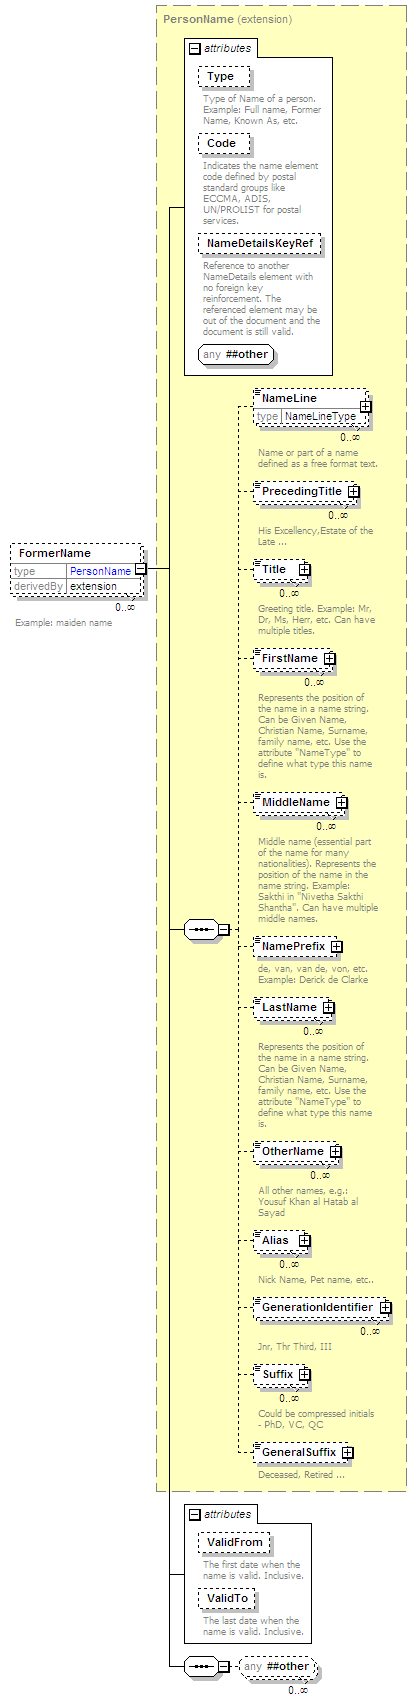 PersonName (extension)
attributes
Type
Type of Name of a person.
Example: Full name, Former
Name, Known As, etc.
Code
Indicates the name element
code defined by postal
standard groups like
ECCMA, ADIS,
UN/PROLIST for postal
services.
NameDetailsKeyRef
Reference to another
NameDetails element with
no foreign key
reinforcement. The
referenced element may be
out of the document and the
document is still valid.
any ##other
FormerName
type PersonName
derivedBy extension
0..∞
Example: maiden name
NameLine
type NameLineType
0..∞
Name or part of a name
defined as a free format text.
PrecedingTitle
0..∞
His Excellency,Estate of the
Late ...
Title
0..∞
Greeting title. Example: Mr,
Dr, Ms, Herr, etc. Can have
multiple titles.
FirstName
0..∞
Represents the position of
the name in a name string.
Can be Given Name,
Christian Name, Surname,
family name, etc. Use the
attribute "NameType" to
define what type this name
is.
MiddleName
0..∞
Middle name (essential part
of the name for many
nationalities). Represents the
position of the name in the
name string. Example:
Sakthi in "Nivetha Sakthi
Shantha". Can have multiple
middle names.
NamePrefix
de, van, van de, von, etc.
Example: Derick de Clarke
LastName
0..∞
Represents the position of
the name in a name string.
Can be Given Name,
Christian Name, Surname,
family name, etc. Use the
attribute "NameType" to
define what type this name
is.
OtherName
0..∞
All other names, e.g.:
Yousuf Khan al Hatab al
Sayad
Alias
0..∞
Nick Name, Pet name, etc..
GenerationIdentifier
0..∞
Jnr, Thr Third, III
Suffix
0..∞
Could be compressed initials
- PhD, VC, QC
GeneralSuffix
Deceased, Retired ...
attributes
ValidFrom
The first date when the
name is valid. Inclusive.
ValidTo
The last date when the
name is valid. Inclusive.
any ##other
0..∞